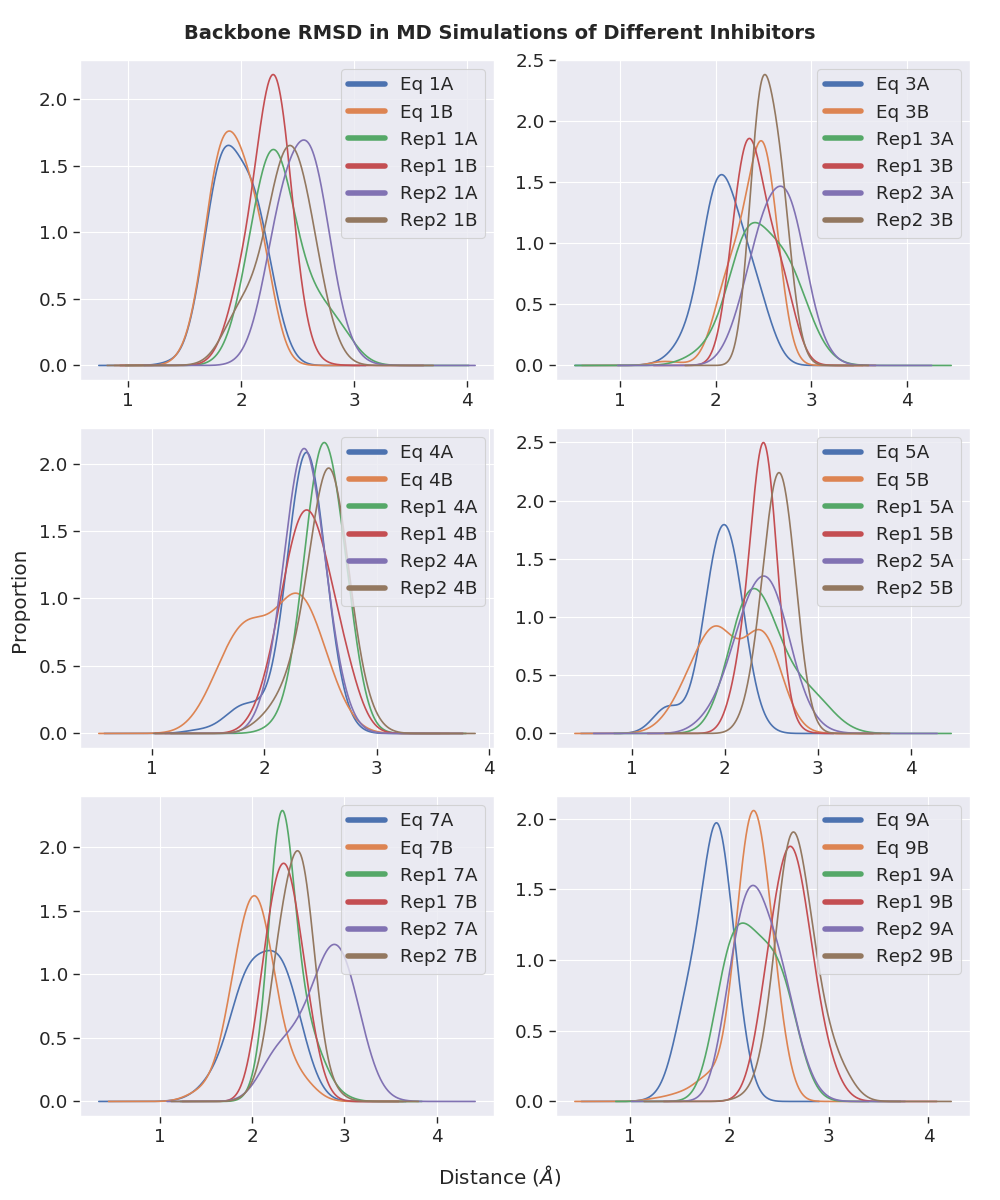 Backbone RMSD in MD Simulations of Different Inhibitors
2.0
1.5
1.0
0.5
0.0
1 2 3 4
Eq 1A
Eq 1B
Rep1 1A
Rep1 1B
Rep2 1A
Rep2 1B
2.5
2.0
1.5
1.0
0.5
0.0
1 2 3 4
Eq 3A
Eq 3B
Rep1 3A
Rep1 3B
Rep2 3A
Rep2 3B
Proportion
2.0
1.5
1.0
0.5
0.0
1 2 3 4
Eq 4A
Eq 4B
Rep1 4A
Rep1 4B
Rep2 4A
Rep2 4B
2.5
2.0
1.5
1.0
0.5
0.0
1 2 3 4
Eq 5A
Eq 5B
Rep1 5A
Rep1 5B
Rep2 5A
Rep2 5B
2.0
1.5
1.0
0.5
0.0
1 2 3 4
Eq 7A
Eq 7B
Rep1 7A
Rep1 7B
Rep2 7A
Rep2 7B
2.0
1.5
1.0
0.5
0.0
1 2 3 4
Eq 9A
Eq 9B
Rep1 9A
Rep1 9B
Rep2 9A
Rep2 9B
Distance (Å)